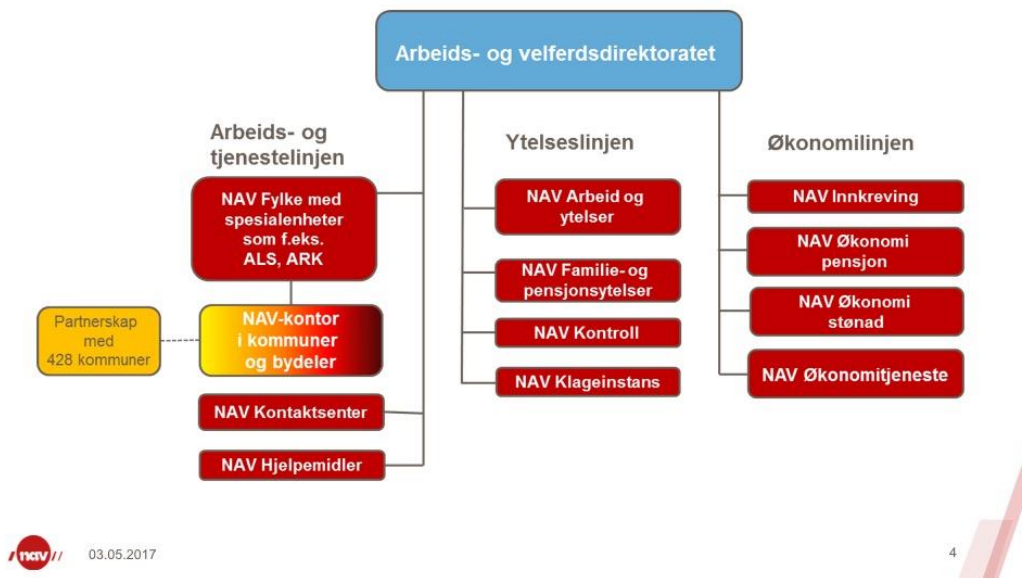 Arbeids- og velferdsdirektoratet
Arbeids- og
tjenestelinjen
NAV Fylke med
spesialenheter
som f.eks.
ALS, ARK
Partnerskap
med
428 kommuner
NAV-kontor
i kommuner
og bydeler
NAV Kontaktsenter
NAV Hjelpemidler
Ytelseslinjen
NAV Arbeid og
ytelser
NAV Familie- og
pensjonsytelser
NAV Kontroll
NAV Klageinstans
Økonomilinjen
NAV Innkreving
NAV Økonomi
pensjon
NAV Økonomi
stønad
NAV Økonomitjeneste
nav
03.05.2017
4